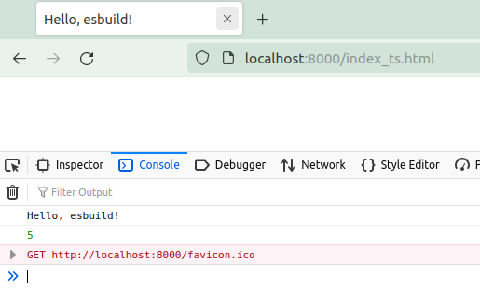 Hello, esbuild!
localhost:8000/index_ts.html
Inspector Console Debugger Network Style Editor P
Filter Output
Hello, esbuild!
5
GET http://localhost:8000/favicon.ico